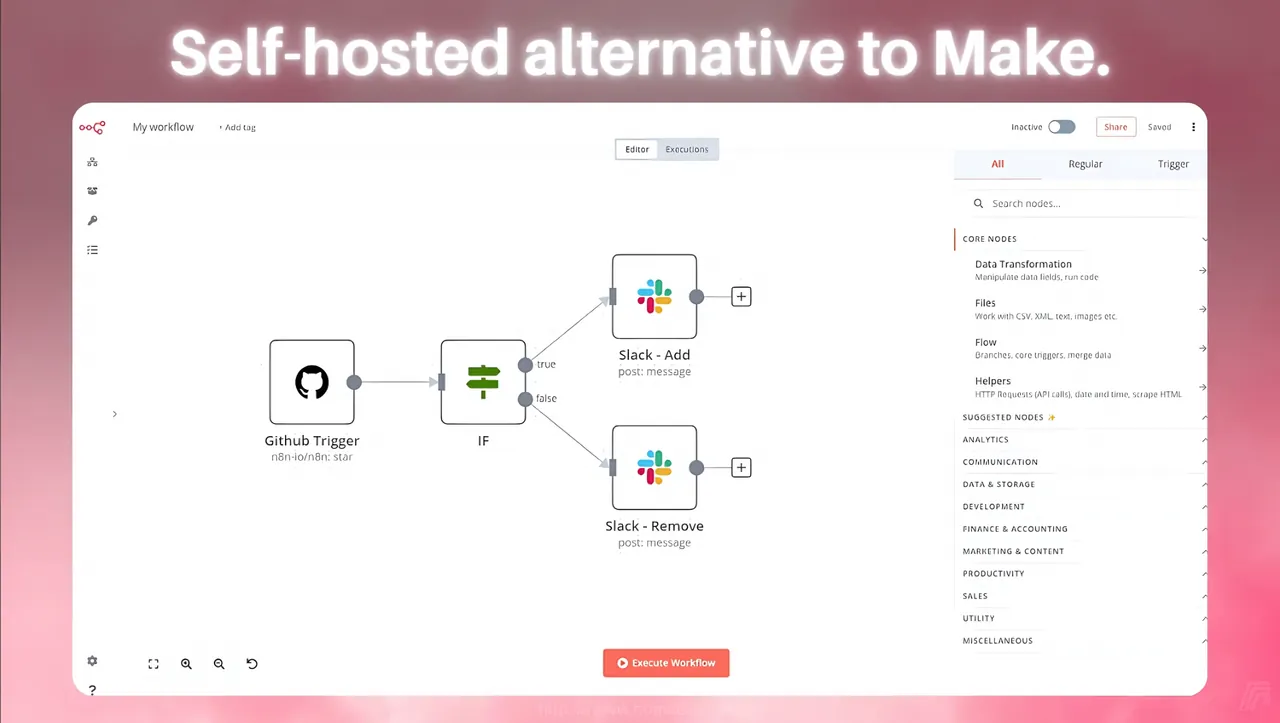 Self-hosted alternative to Make.
My workflow
+ Add tag
Inactive
Share
Saved
Editor
Executions
All
Regular
Trigger
Search nodes...
CORE NODES
Data Transformation
Manipulate data fields, run code
Files
Work with CSV, XML, text, images etc.
Flow
Branches, core triggers, merge data
Helpers
HTTP Requests (API calls), date and time, scrape HTML
SUGGESTED NODES ✨
ANALYTICS
COMMUNICATION
DATA & STORAGE
DEVELOPMENT
FINANCE & ACCOUNTING
MARKETING & CONTENT
PRODUCTIVITY
SALES
UTILITY
MISCELLANEOUS
Github Trigger
n8n-io/n8n: star
IF
true
false
Slack - Add
post: message
Slack - Remove
post: message
Execute Workflow
?